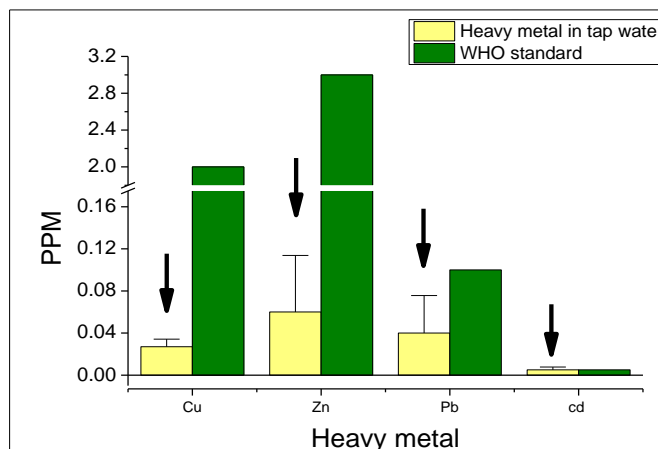 Heavy metal in tap water
WHO standard
3.2
2.8
2.4
2.0
0.16
0.12
0.08
0.04
0.00
PPM
Cu
Zn
Pb
cd
Heavy metal